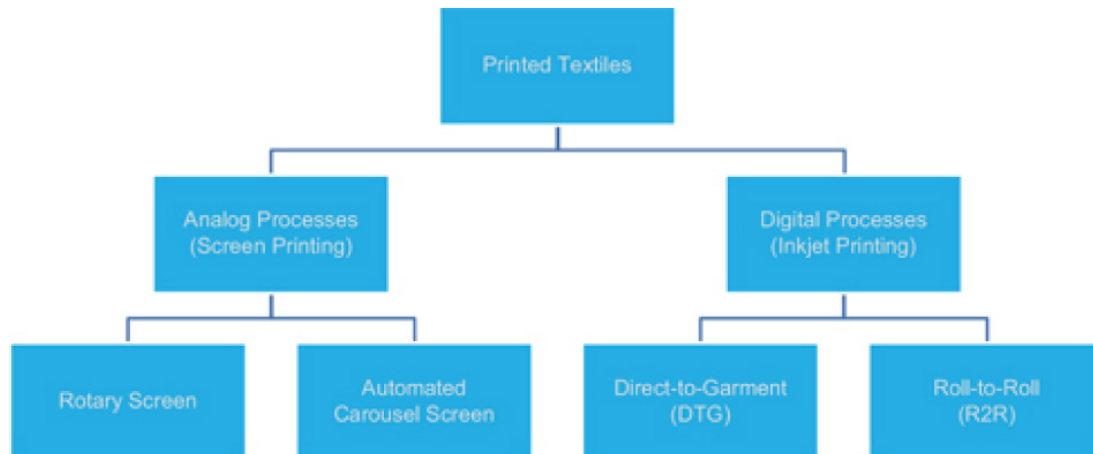 Printed Textiles
Analog Processes
(Screen Printing)
Digital Processes
(Inkjet Printing)
Rotary Screen
Automated
Carousel Screen
Direct-to-Garment
(DTG)
Roll-to-Roll
(R2R)